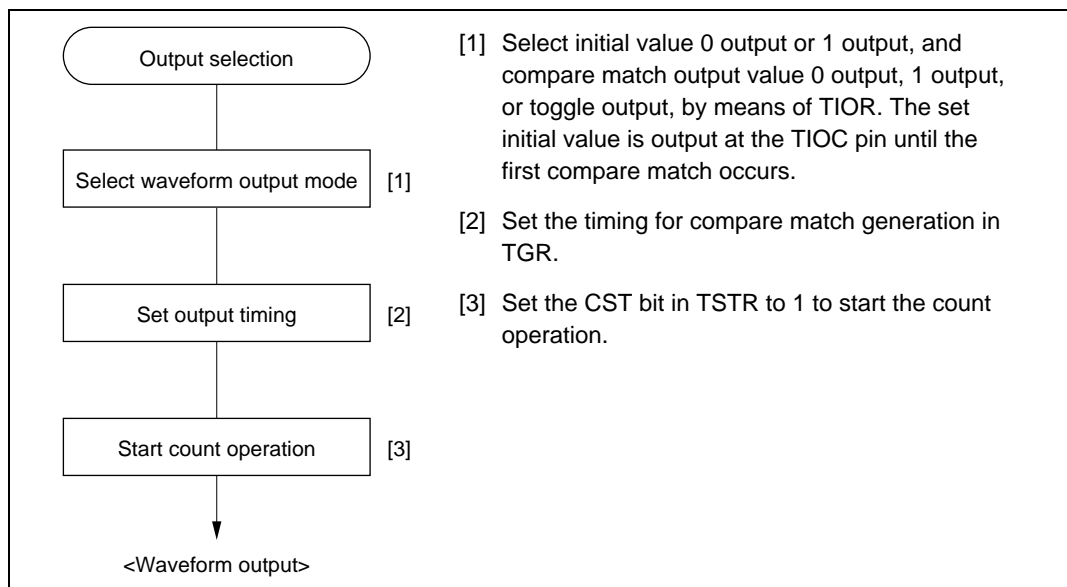 Output selection
Select waveform output mode [1]
Set output timing [2]
Start count operation [3]
<Waveform output>
[1] Select initial value 0 output or 1 output, and
compare match output value 0 output, 1 output,
or toggle output, by means of TIOR. The set
initial value is output at the TIOC pin until the
first compare match occurs.
[2] Set the timing for compare match generation in
TGR.
[3] Set the CST bit in TSTR to 1 to start the count
operation.